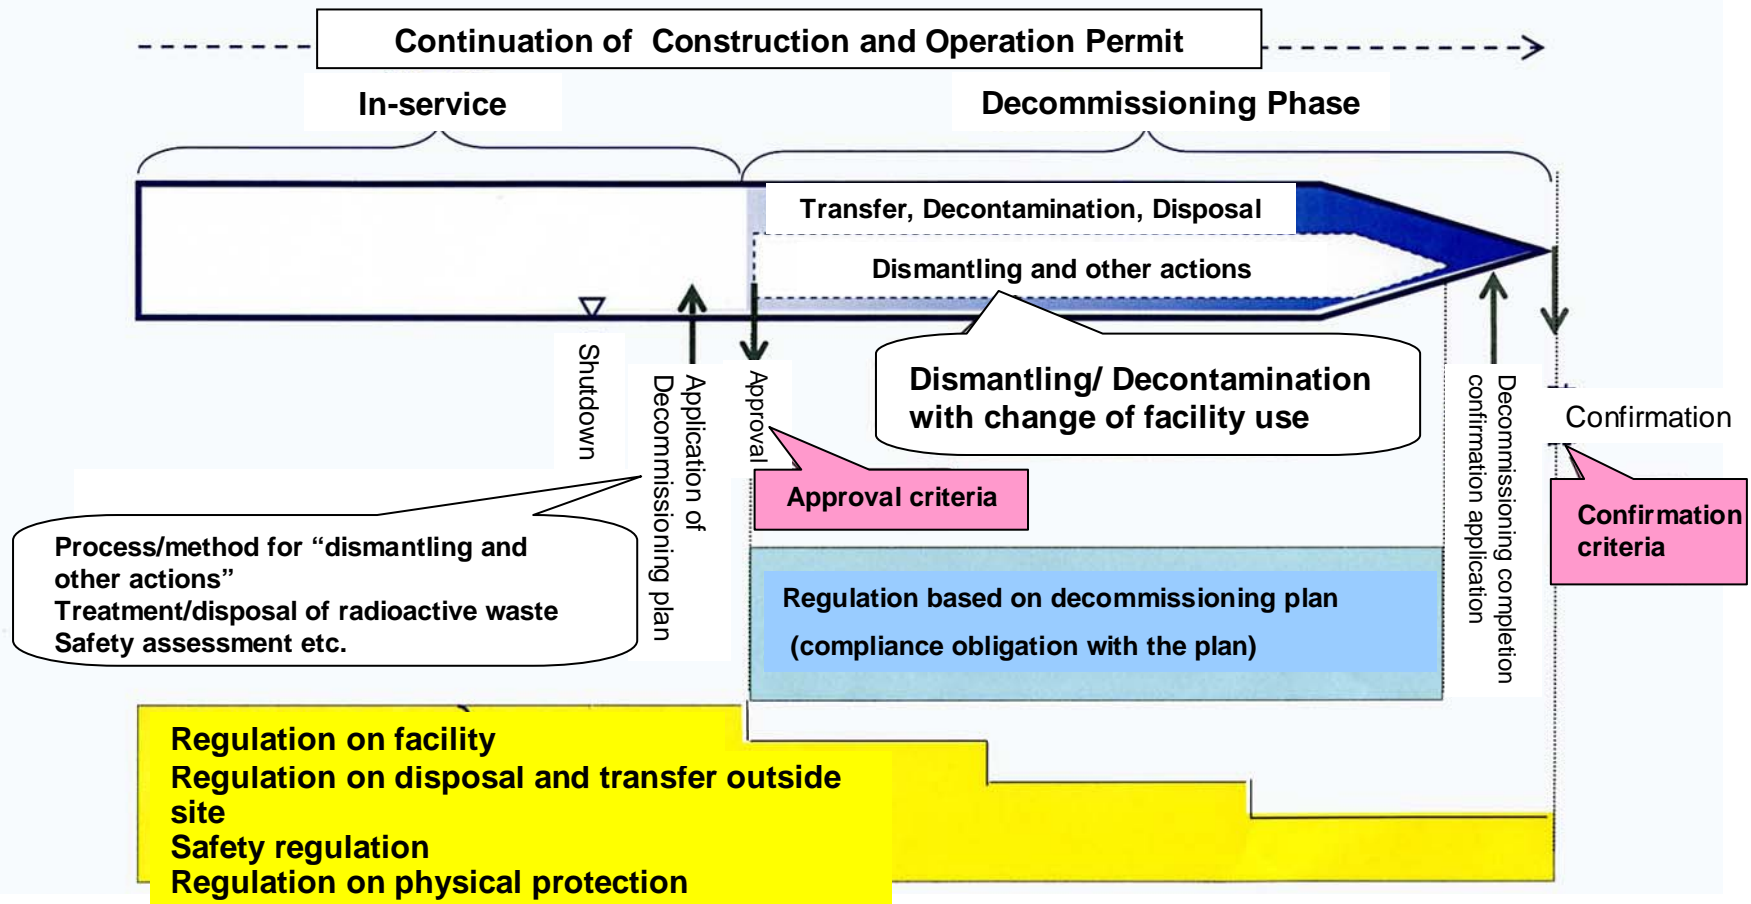 Continuation of Construction and Operation Permit
In-service
Decommissioning Phase
Transfer, Decontamination, Disposal
Dismantling and other actions
Shutdown
Application of
Decommissioning plan
Approval
Dismantling/ Decontamination
with change of facility use
Decommissioning completion
confirmation application
Confirmation
Approval criteria
Confirmation
criteria
Process/method for “dismantling and
other actions”
Treatment/disposal of radioactive waste
Safety assessment etc.
Regulation based on decommissioning plan
(compliance obligation with the plan)
Regulation on facility
Regulation on disposal and transfer outside
site
Safety regulation
Regulation on physical protection